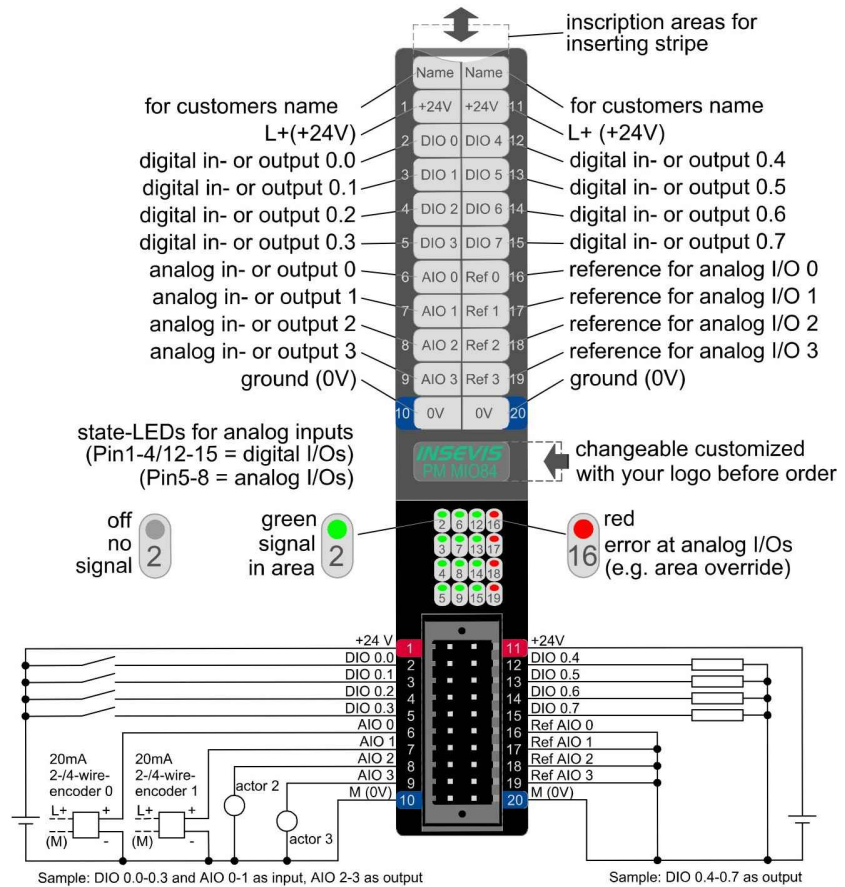 inscription areas for
inserting stripe
Name Name
for customers name
for customers name
1 +24V +24V 11
L+(+24V)
L+ (+24V)
2 DIO 0 DIO 4 12
digital in- or output 0.0
digital in- or output 0.4
3 DIO 1 DIO 5 13
digital in- or output 0.1
digital in- or output 0.5
4 DIO 2 DIO 6 14
digital in- or output 0.2
digital in- or output 0.6
5 DIO 3 DIO 7 15
digital in- or output 0.3
digital in- or output 0.7
6 AIO 0 Ref 0 16
analog in- or output 0
reference for analog I/O 0
7 AIO 1 Ref 1 17
analog in- or output 1
reference for analog I/O 1
8 AIO 2 Ref 2 18
analog in- or output 2
reference for analog I/O 2
9 AIO 3 Ref 3 19
analog in- or output 3
reference for analog I/O 3
10 0V 0V 20
ground (0V)
ground (0V)
state-LEDs for analog inputs
(Pin1-4/12-15 = digital I/Os)
(Pin5-8 = analog I/Os)
INSEVIS
PM MIO84
changeable customized
with your logo before order
off
no
signal
2
green
signal
in area
2
2 6 12 16
3 7 13 17
4 8 14 18
5 9 15 19
16
red
error at analog I/Os
(e.g. area override)
+24 V 1 11 +24V
DIO 0.0 2 12 DIO 0.4
DIO 0.1 3 13 DIO 0.5
DIO 0.2 4 14 DIO 0.6
DIO 0.3 5 15 DIO 0.7
AIO 0 6 16 Ref AIO 0
AIO 1 7 17 Ref AIO 1
AIO 2 8 18 Ref AIO 2
AIO 3 9 19 Ref AIO 3
M (0V) 10 20 M (0V)
20mA
2-/4-wire-
encoder 0
L+ +
(M) -
20mA
2-/4-wire-
encoder 1
L+ +
(M) -
actor 2
actor 3
Sample: DIO 0.0-0.3 and AIO 0-1 as input, AIO 2-3 as output
Sample: DIO 0.4-0.7 as output